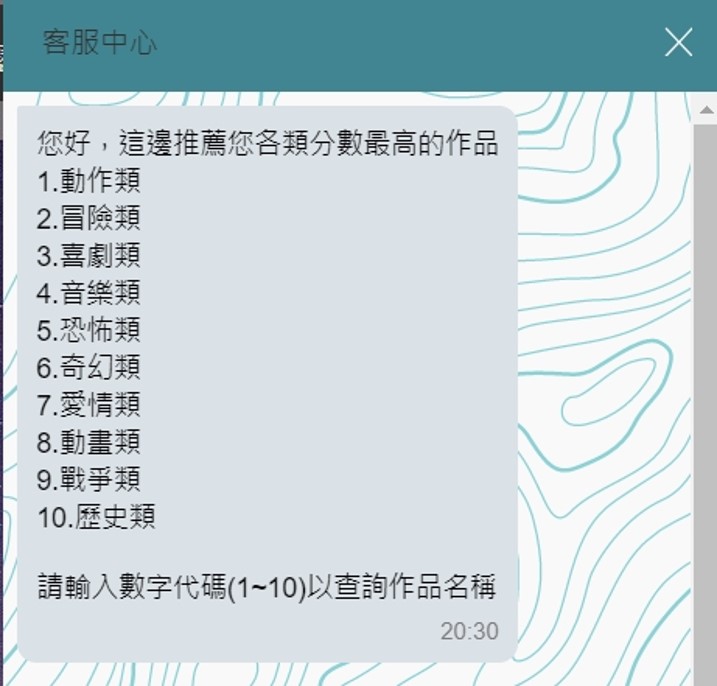 客服中心
您好，這邊推薦您各類分數最高的作品
1.動作類
2.冒險類
3.喜劇類
4.音樂類
5.恐怖類
6.奇幻類
7.愛情類
8.動畫類
9.戰爭類
10.歷史類
請輸入數字代碼(1~10)以查詢作品名稱
20:30